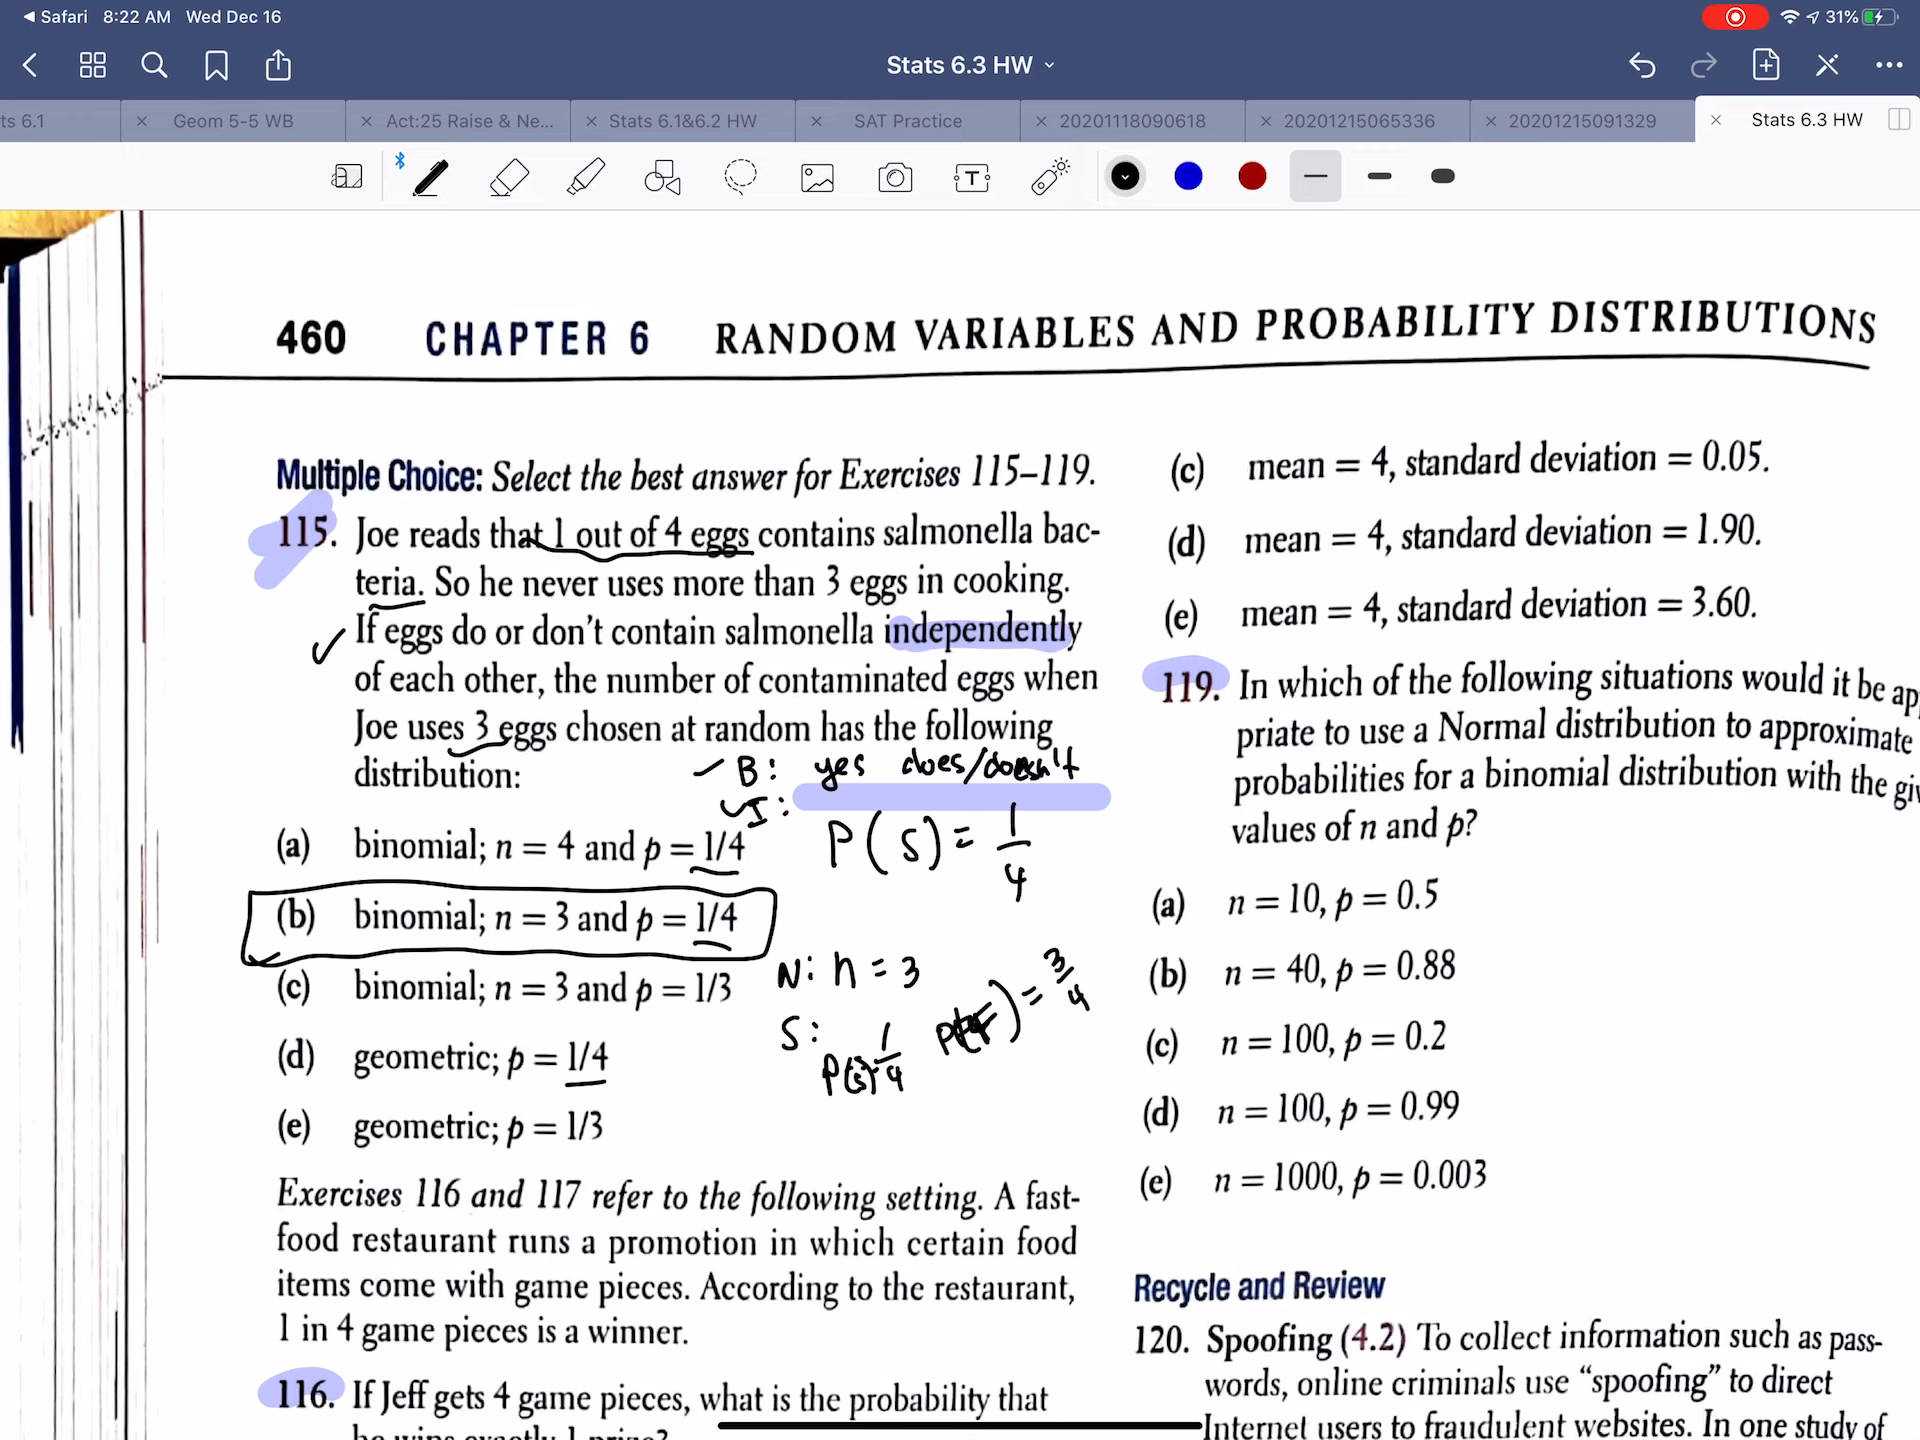 Safari 8:22 AM Wed Dec 16
31%
Stats 6.3 HW
ts 6.1
Geom 5-5 WB
Act:25 Raise & Ne...
Stats 6.1&6.2 HW
SAT Practice
20201118090618
20201215065336
20201215091329
Stats 6.3 HW
460 CHAPTER 6 RANDOM VARIABLES AND PROBABILITY DISTRIBUTIONS
Multiple Choice: Select the best answer for Exercises 115–119.
115. Joe reads that 1 out of 4 eggs contains salmonella bac-
teria. So he never uses more than 3 eggs in cooking.
If eggs do or don't contain salmonella independently
of each other, the number of contaminated eggs when
Joe uses 3 eggs chosen at random has the following
distribution:
B: yes does/doesn't
I:
P(S) = 1/4
(a) binomial; n = 4 and p = 1/4
(b) binomial; n = 3 and p = 1/4
(c) binomial; n = 3 and p = 1/3
N: n = 3
S:
P(S) 1/4
P(F) = 3/4
(d) geometric; p = 1/4
(e) geometric; p = 1/3
Exercises 116 and 117 refer to the following setting. A fast-
food restaurant runs a promotion in which certain food
items come with game pieces. According to the restaurant,
1 in 4 game pieces is a winner.
116. If Jeff gets 4 game pieces, what is the probability that
he wins exactly 1 prize?
(c) mean = 4, standard deviation = 0.05.
(d) mean = 4, standard deviation = 1.90.
(e) mean = 4, standard deviation = 3.60.
119. In which of the following situations would it be ap
priate to use a Normal distribution to approximate
probabilities for a binomial distribution with the giv
values of n and p?
(a) n = 10, p = 0.5
(b) n = 40, p = 0.88
(c) n = 100, p = 0.2
(d) n = 100, p = 0.99
(e) n = 1000, p = 0.003
Recycle and Review
120. Spoofing (4.2) To collect information such as pass-
words, online criminals use “spoofing” to direct
Internet users to fraudulent websites. In one study of